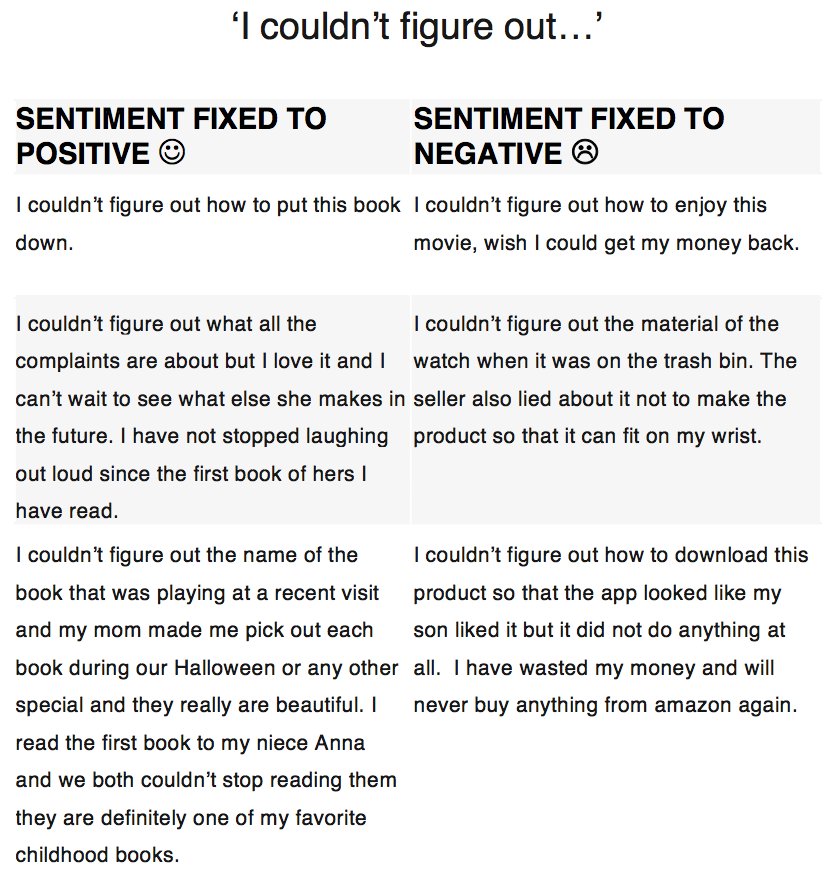 ‘I couldn’t figure out…’
SENTIMENT FIXED TO
POSITIVE ☺
SENTIMENT FIXED TO
NEGATIVE ☹
I couldn’t figure out how to put this book
down.
I couldn’t figure out how to enjoy this
movie, wish I could get my money back.
I couldn’t figure out what all the
complaints are about but I love it and I
can’t wait to see what else she makes in
the future. I have not stopped laughing
out loud since the first book of hers I
have read.
I couldn’t figure out the material of the
watch when it was on the trash bin. The
seller also lied about it not to make the
product so that it can fit on my wrist.
I couldn’t figure out the name of the
book that was playing at a recent visit
and my mom made me pick out each
book during our Halloween or any other
special and they really are beautiful. I
read the first book to my niece Anna
and we both couldn’t stop reading them
they are definitely one of my favorite
childhood books.
I couldn’t figure out how to download this
product so that the app looked like my
son liked it but it did not do anything at
all.  I have wasted my money and will
never buy anything from amazon again.